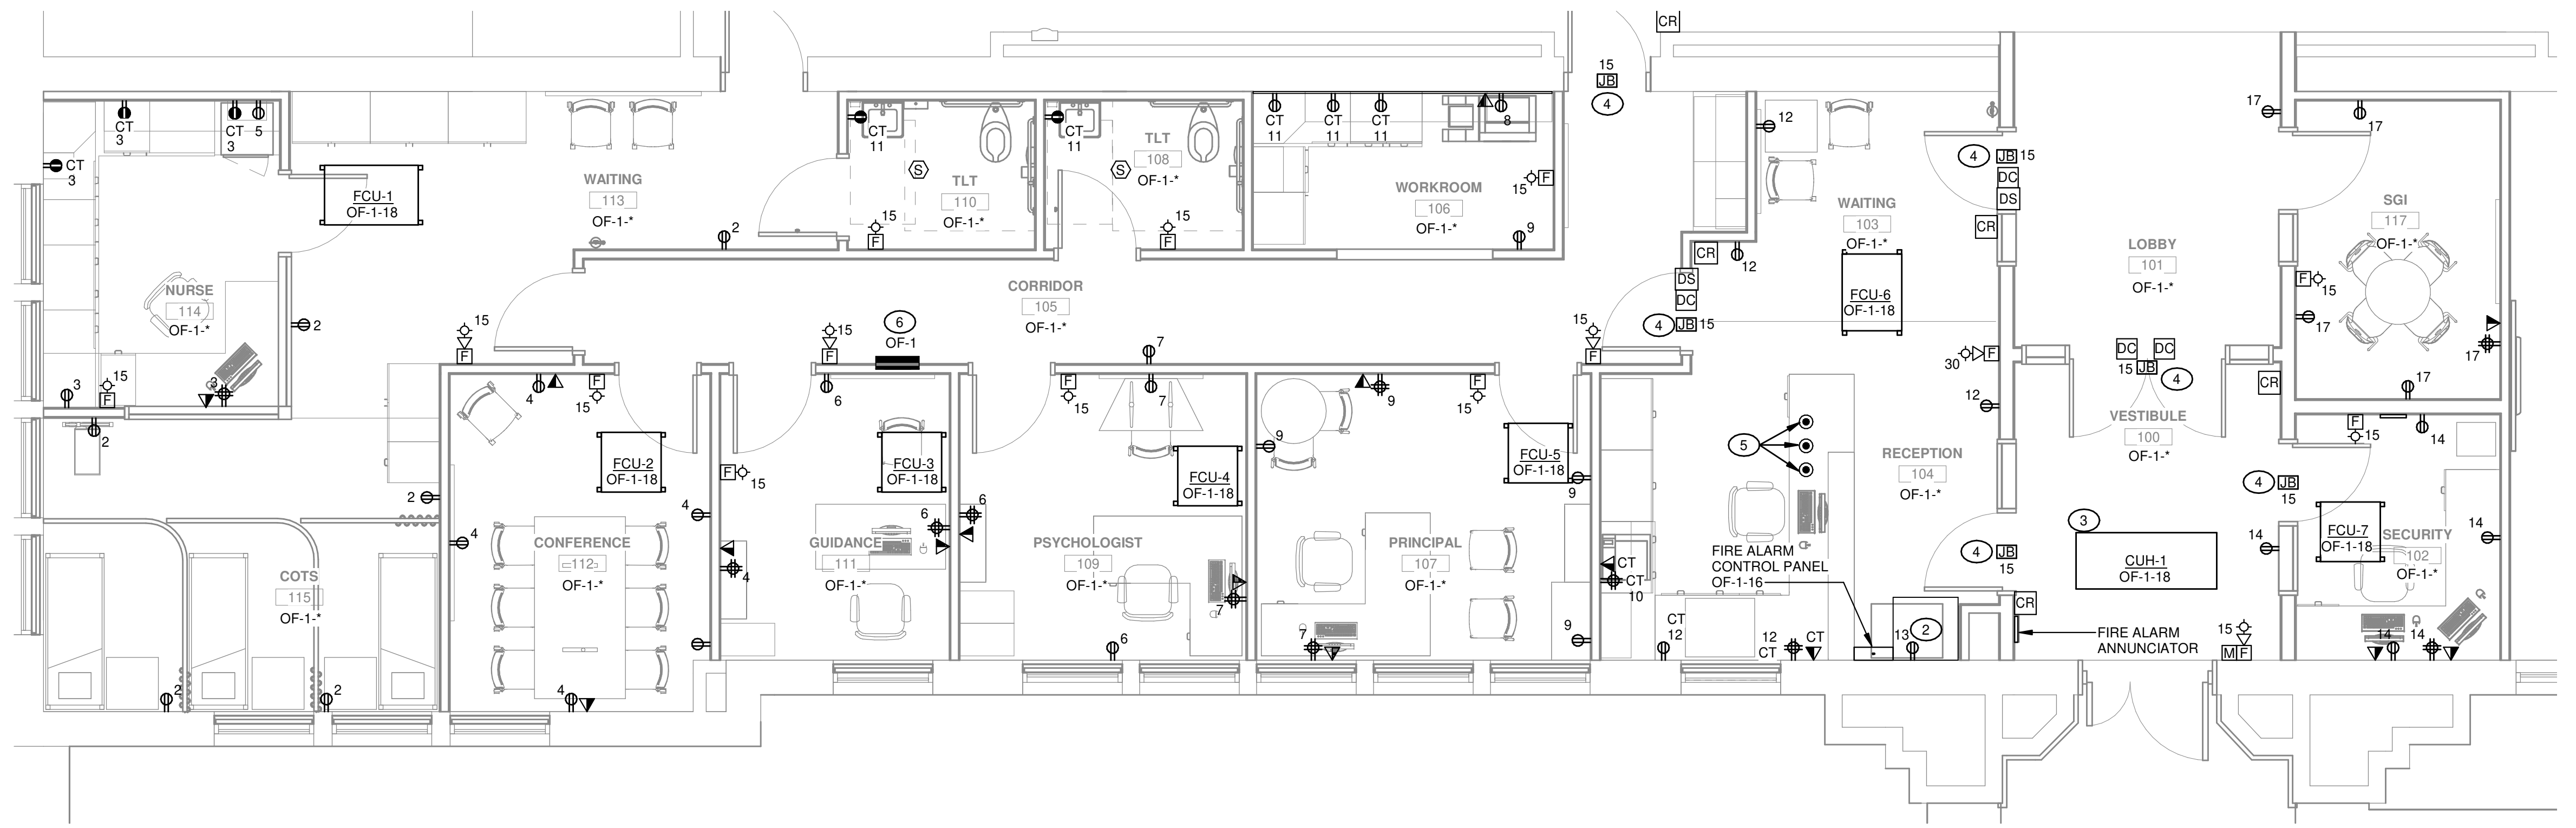 CR
15
JB
4
CT
3
CT
3
5
CT
3
FCU-1
OF-1-18
WAITING
113
OF-1-*
2
CT
11
S
TLT
110
OF-1-*
15
F
CT
11
S
TLT
108
OF-1-*
15
F
CT
11
CT
11
CT
11
8
15
F
WORKROOM
106
OF-1-*
9
12
WAITING
103
OF-1-*
CR
12
DS
DC
4
JB
15
FCU-6
OF-1-18
4
JB
15
DC
DS
CR
30
F
12
17
17
SGI
117
OF-1-*
F
15
17
17
17
LOBBY
101
OF-1-*
DC
DC
15
JB
4
CR
VESTIBULE
100
OF-1-*
NURSE
114
OF-1-*
2
3
15
F
3
2
15
F
CORRIDOR
105
OF-1-*
15
F
6
OF-1
7
15
F
4
F
15
FCU-2
OF-1-18
4
4
CONFERENCE
112
OF-1-*
4
2
COTS
115
OF-1-*
2
2
6
F
15
FCU-3
OF-1-18
6
GUIDANCE
111
OF-1-*
4
6
F
15
7
FCU-4
OF-1-18
PSYCHOLOGIST
109
OF-1-*
7
6
9
F
15
9
FCU-5
OF-1-18
9
PRINCIPAL
107
OF-1-*
7
9
5
RECEPTION
104
OF-1-*
CT
CT
10
FIRE ALARM
CONTROL PANEL
OF-1-16
CT
12
12
CT
CT
13
2
4
JB
15
CR
FIRE ALARM
ANNUNCIATOR
3
CUH-1
OF-1-18
15
M
F
F
15
14
4
JB
15
FCU-7
OF-1-18
14
14
SECURITY
102
OF-1-*
14
14